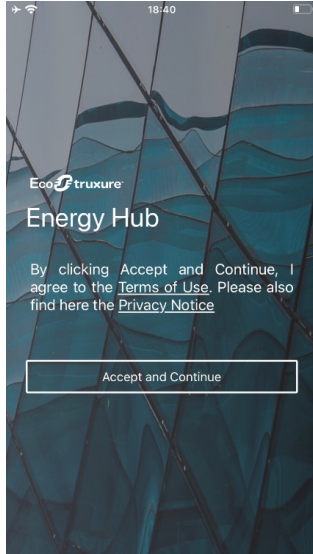 18:40
EcoStruxure
Energy Hub
By clicking Accept and Continue, I
agree to the Terms of Use. Please also
find here the Privacy Notice
Accept and Continue